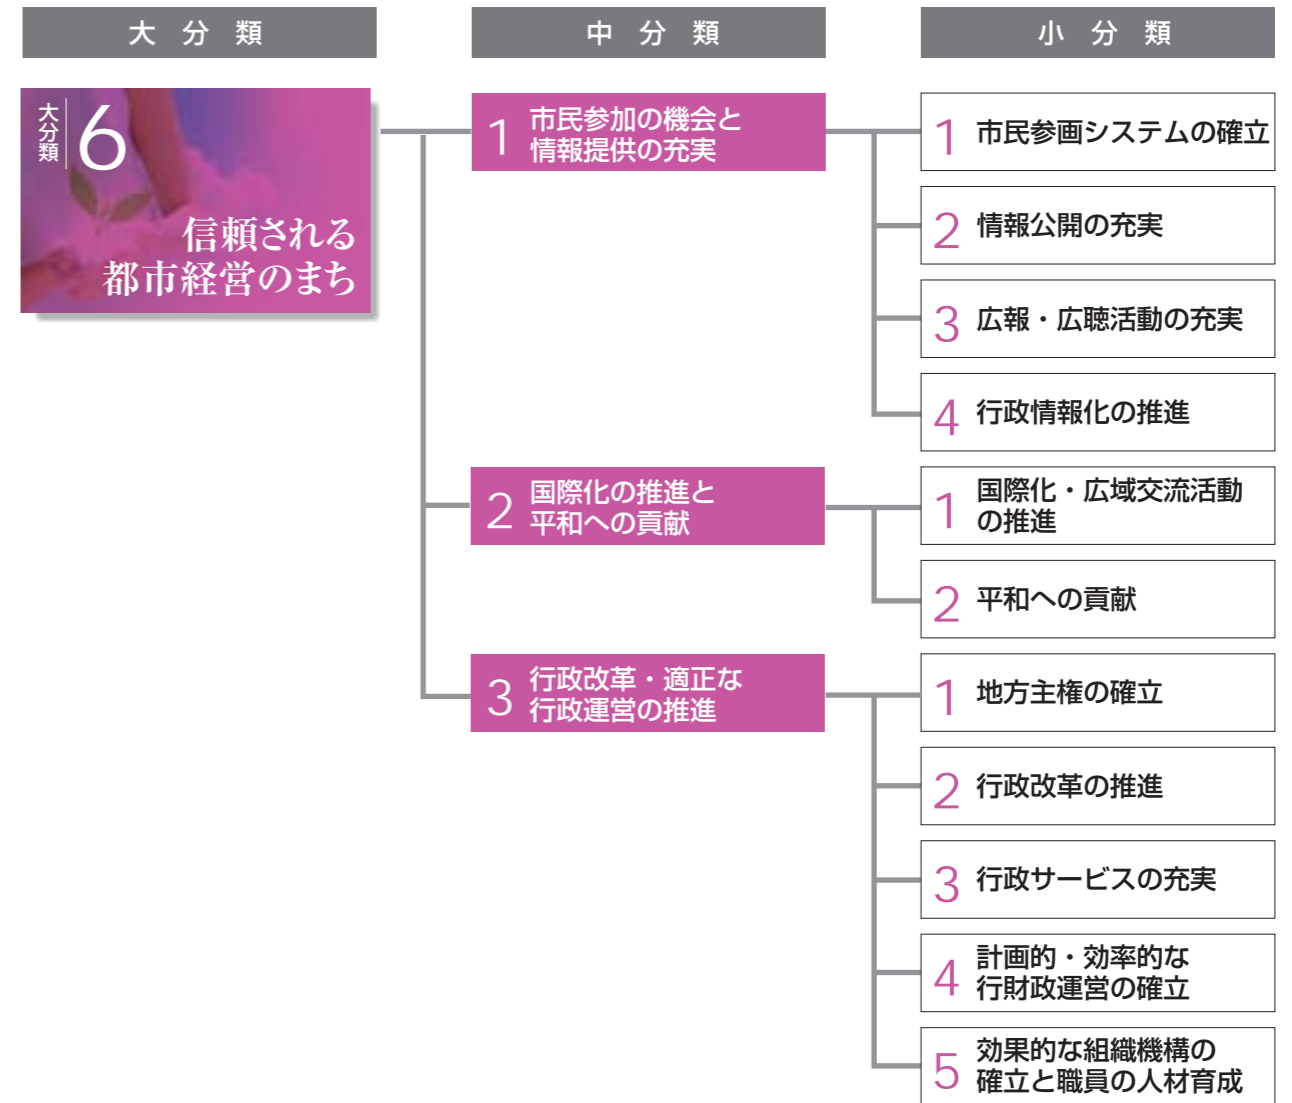 大分類
中分類
小分類
大分類
6
信頼される
都市経営のまち
1
市民参加の機会と
情報提供の充実
1
市民参画システムの確立
2
情報公開の充実
3
広報・広聴活動の充実
4
行政情報化の推進
2
国際化の推進と
平和への貢献
1
国際化・広域交流活動
の推進
2
平和への貢献
3
行政改革・適正な
行政運営の推進
1
地方主権の確立
2
行政改革の推進
3
行政サービスの充実
4
計画的・効率的な
行財政運営の確立
5
効果的な組織機構の
確立と職員の人材育成